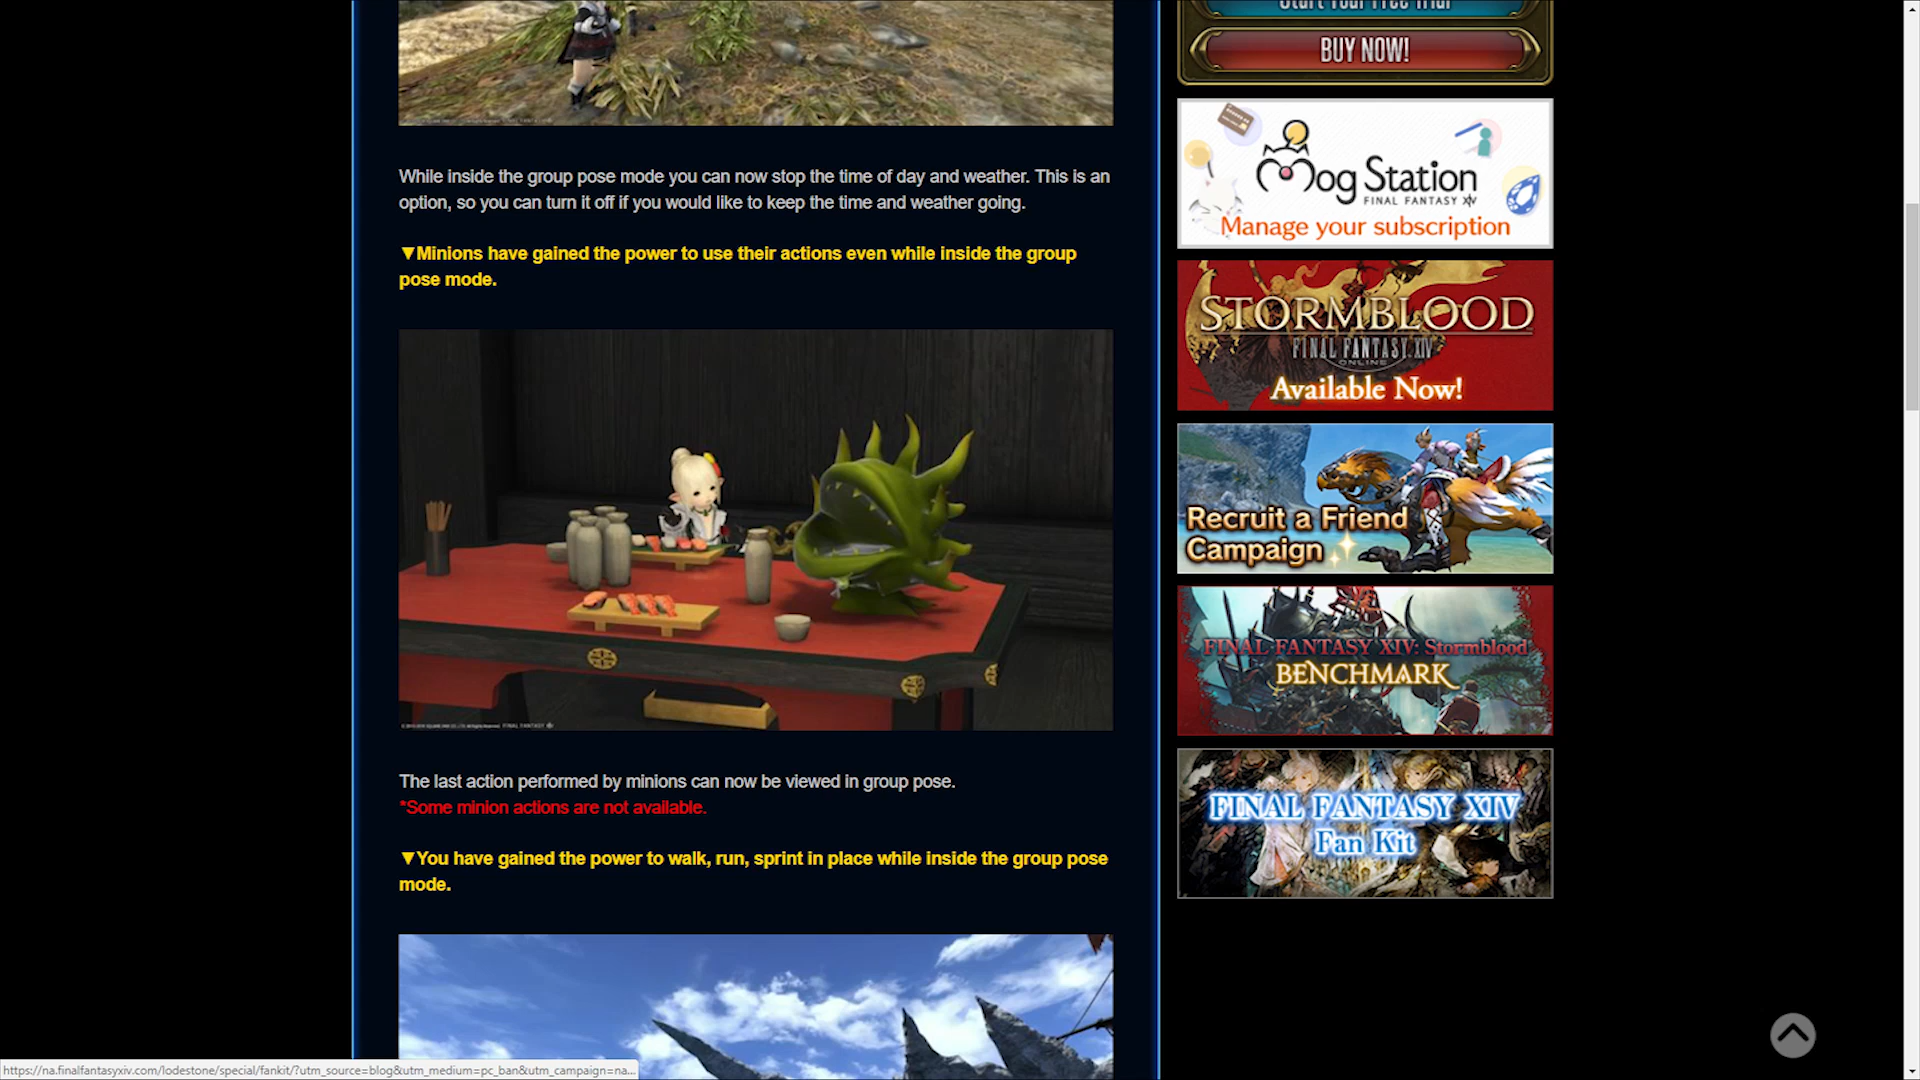 While inside the group pose mode you can now stop the time of day and weather. This is an
option, so you can turn it off if you would like to keep the time and weather going.
▼Minions have gained the power to use their actions even while inside the group
pose mode.
The last action performed by minions can now be viewed in group pose.
*Some minion actions are not available.
▼You have gained the power to walk, run, sprint in place while inside the group pose
mode.
Start Your Free Trial
BUY NOW!
Mog Station
FINAL FANTASY XIV
Manage your subscription
STORMBLOOD
FINAL FANTASY XIV
ONLINE
Available Now!
Recruit a Friend
Campaign
FINAL FANTASY XIV: Stormblood
BENCHMARK
FINAL FANTASY XIV
Fan Kit
https://na.finalfantasyxiv.com/lodestone/special/fankit/?utm_source=blog&utm_medium=pc_ban&utm_campaign=na...